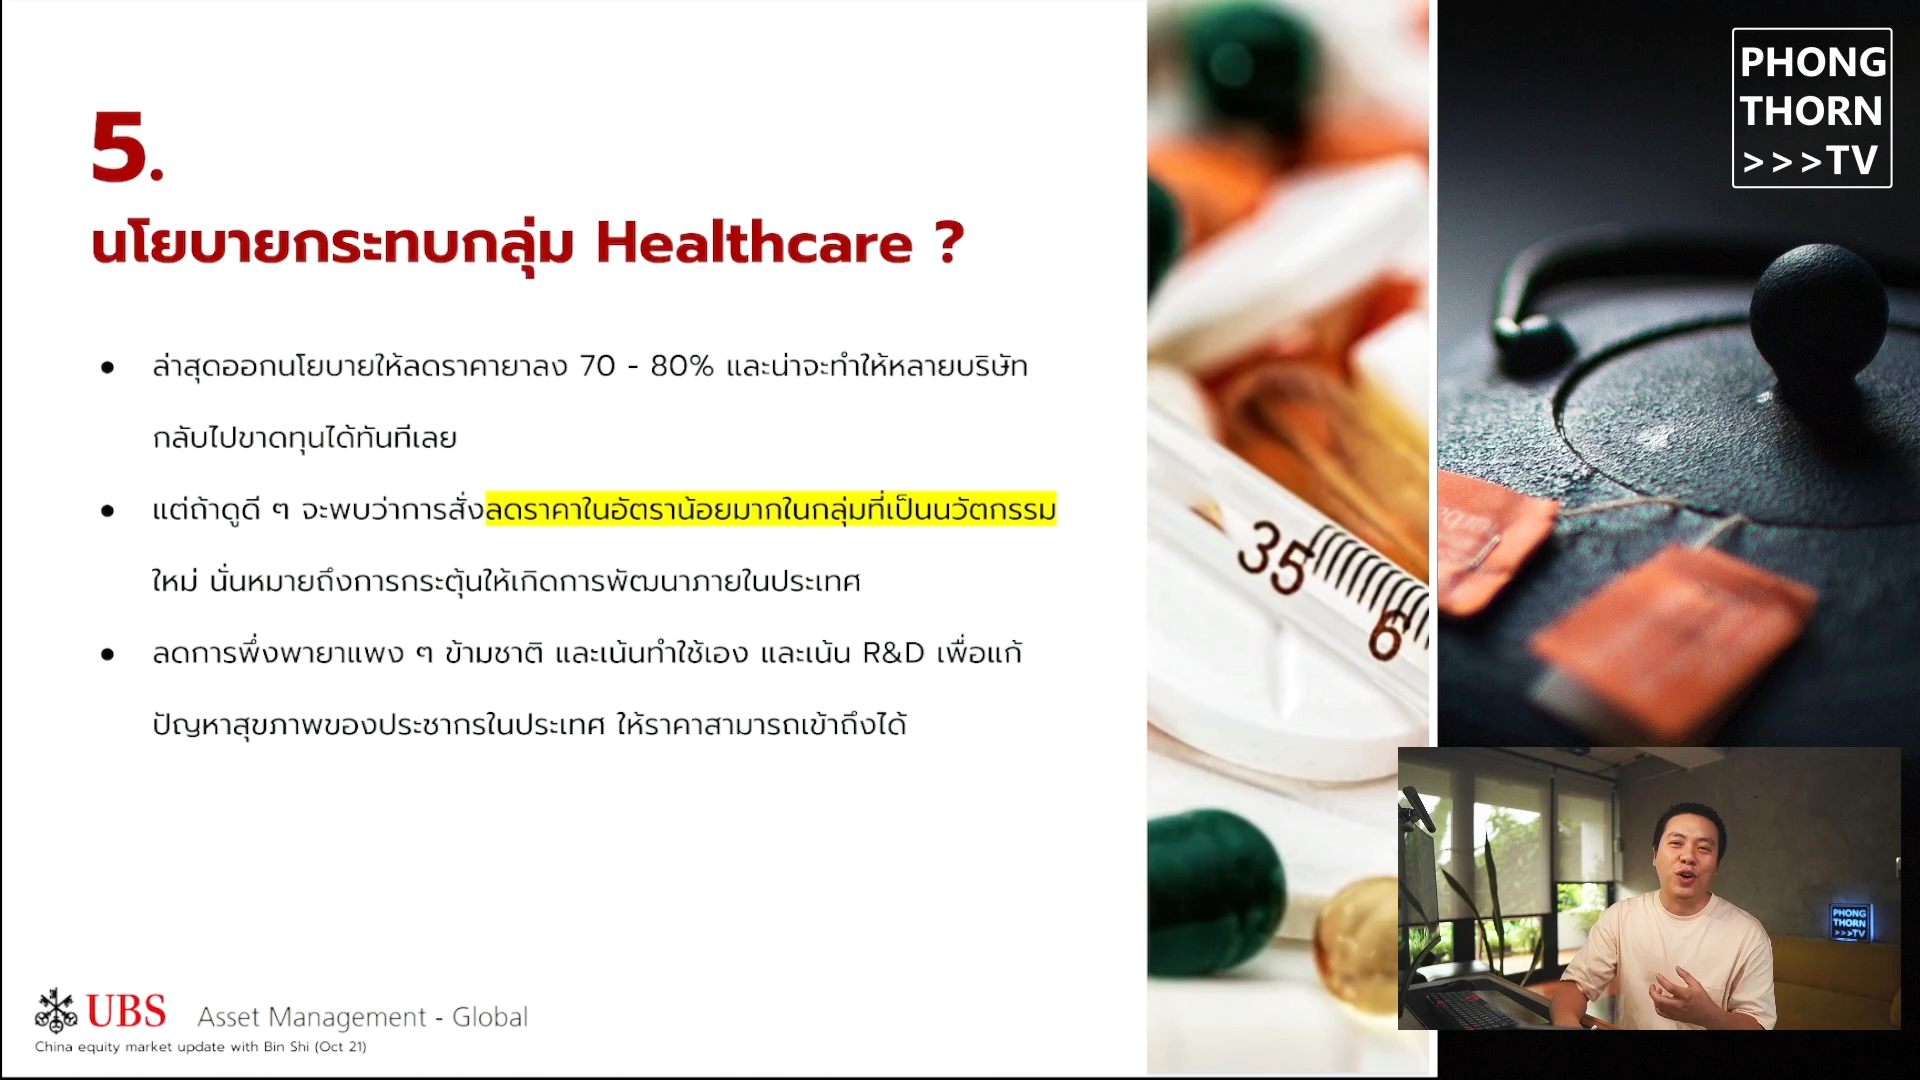 5.
นโยบายกระทบกลุ่ม Healthcare ?
● ล่าสุดออกนโยบายให้ลดราคายาลง 70 - 80% และน่าจะทำให้หลายบริษัท
กลับไปขาดทุนได้ทันทีเลย
● แต่ถ้าดูดี ๆ จะพบว่าการสั่งลดราคาในอัตราน้อยมากในกลุ่มที่เป็นนวัตกรรม
ใหม่ นั่นหมายถึงการกระตุ้นให้เกิดการพัฒนาภายในประเทศ
● ลดการพึ่งพายาแพง ๆ ข้ามชาติ และเน้นทำใช้เอง และเน้น R&D เพื่อแก้
ปัญหาสุขภาพของประชากรในประเทศ ให้ราคาสามารถเข้าถึงได้
UBS Asset Management - Global
China equity market update with Bin Shi (Oct 21)
35
6
PHONG
THORN
>>>TV
PHONG
THORN
>>>TV